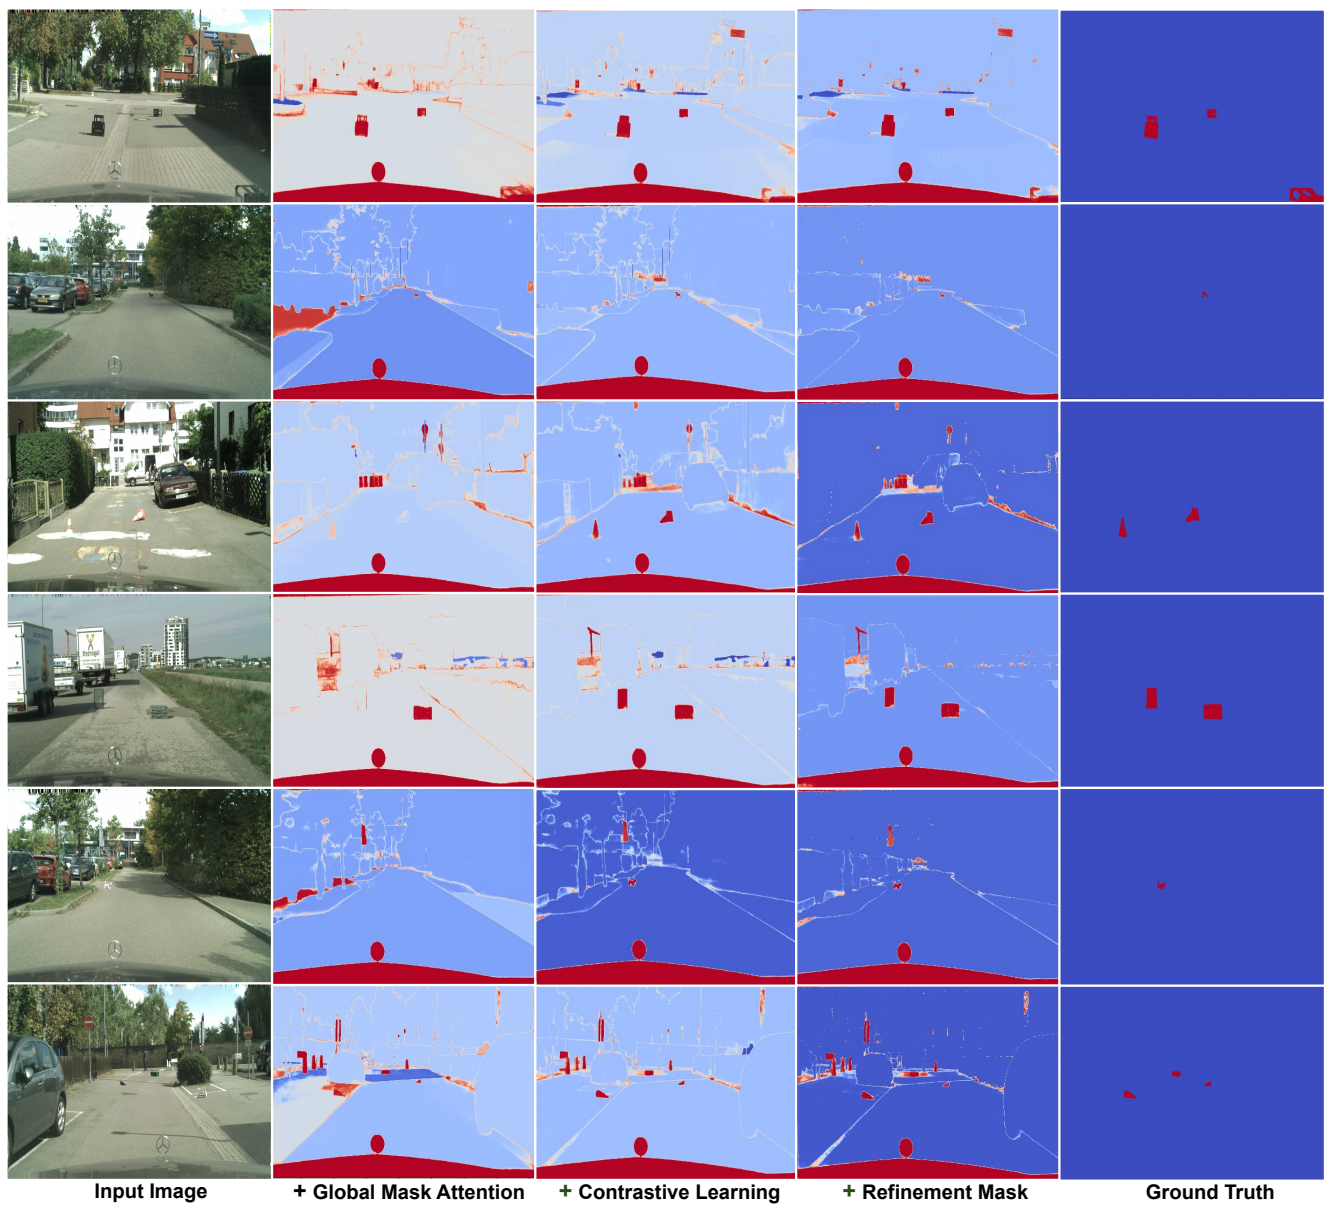 Input Image
+ Global Mask Attention
+ Contrastive Learning
+ Refinement Mask
Ground Truth